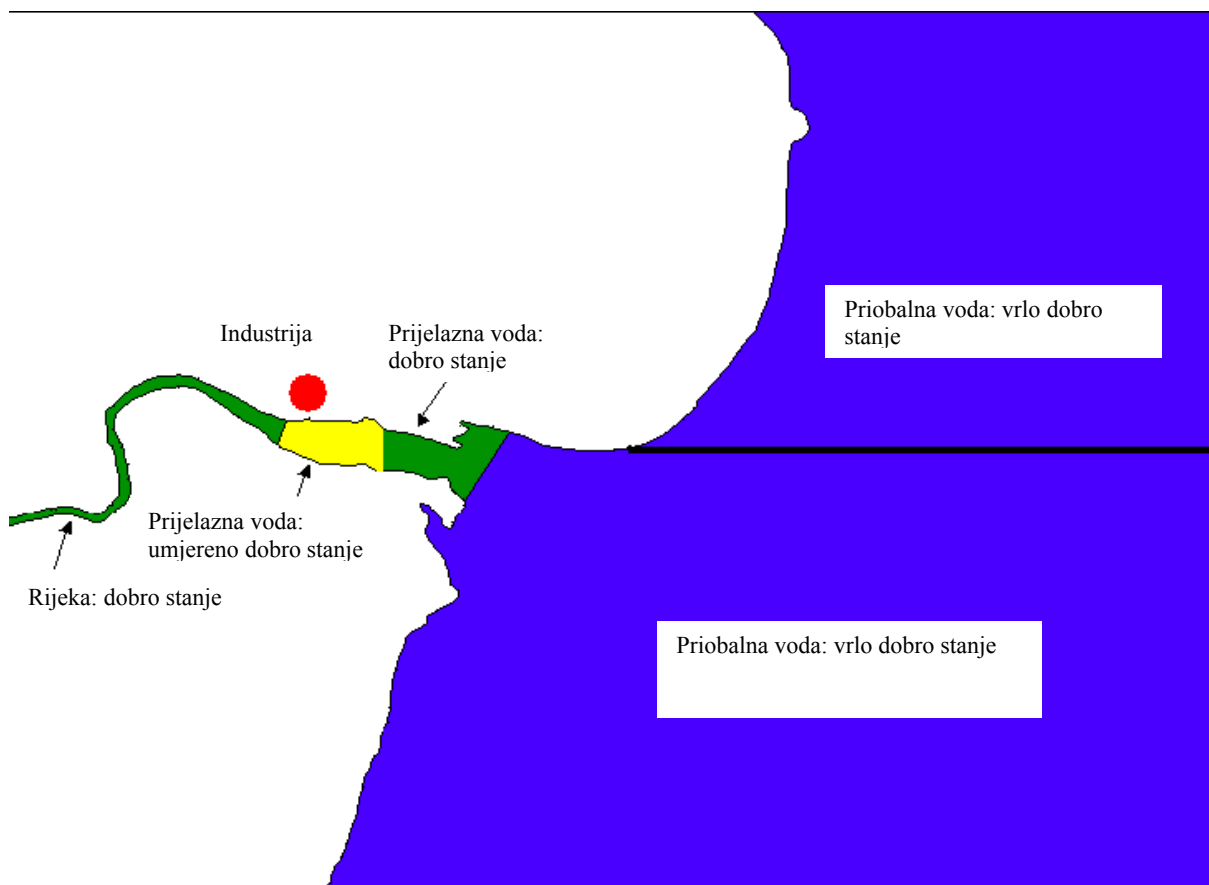 Priobalna voda: vrlo dobro
stanje
Industrija
Prijelazna voda:
dobro stanje
Prijelazna voda:
umjereno dobro stanje
Rijeka: dobro stanje
Priobalna voda: vrlo dobro stanje